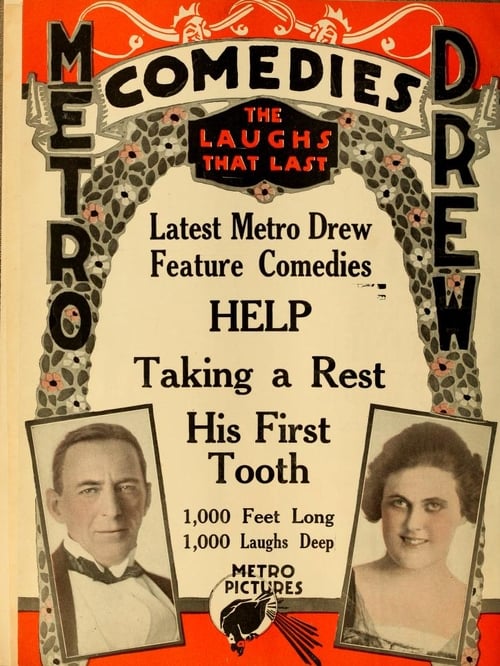 METRO
COMEDIES
DREW
THE
LAUGHS
THAT LAST
Latest Metro Drew
Feature Comedies
HELP
Taking a Rest
His First
Tooth
1,000 Feet Long
1,000 Laughs Deep
METRO
PICTURES